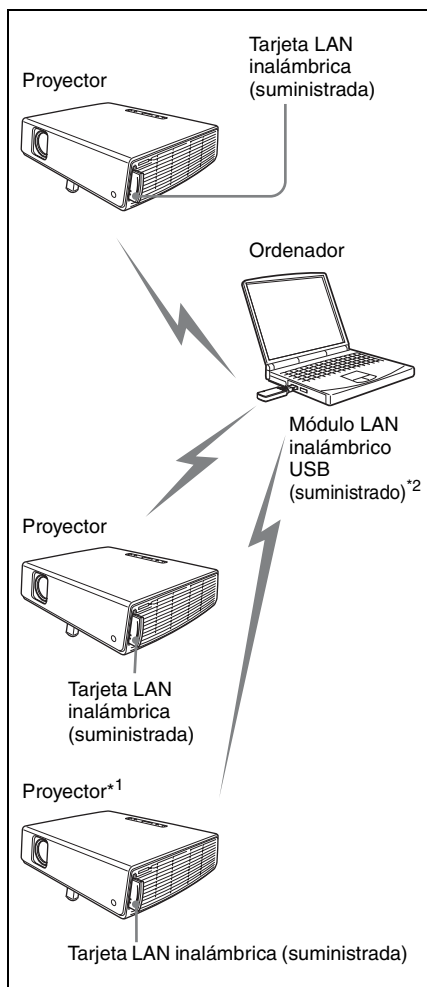 Tarjeta LAN
inalámbrica
(suministrada)
Proyector
Ordenador
Módulo LAN
inalámbrico
USB
(suministrado)*2
Proyector
Tarjeta LAN
inalámbrica
(suministrada)
Proyector*1
Tarjeta LAN inalámbrica (suministrada)